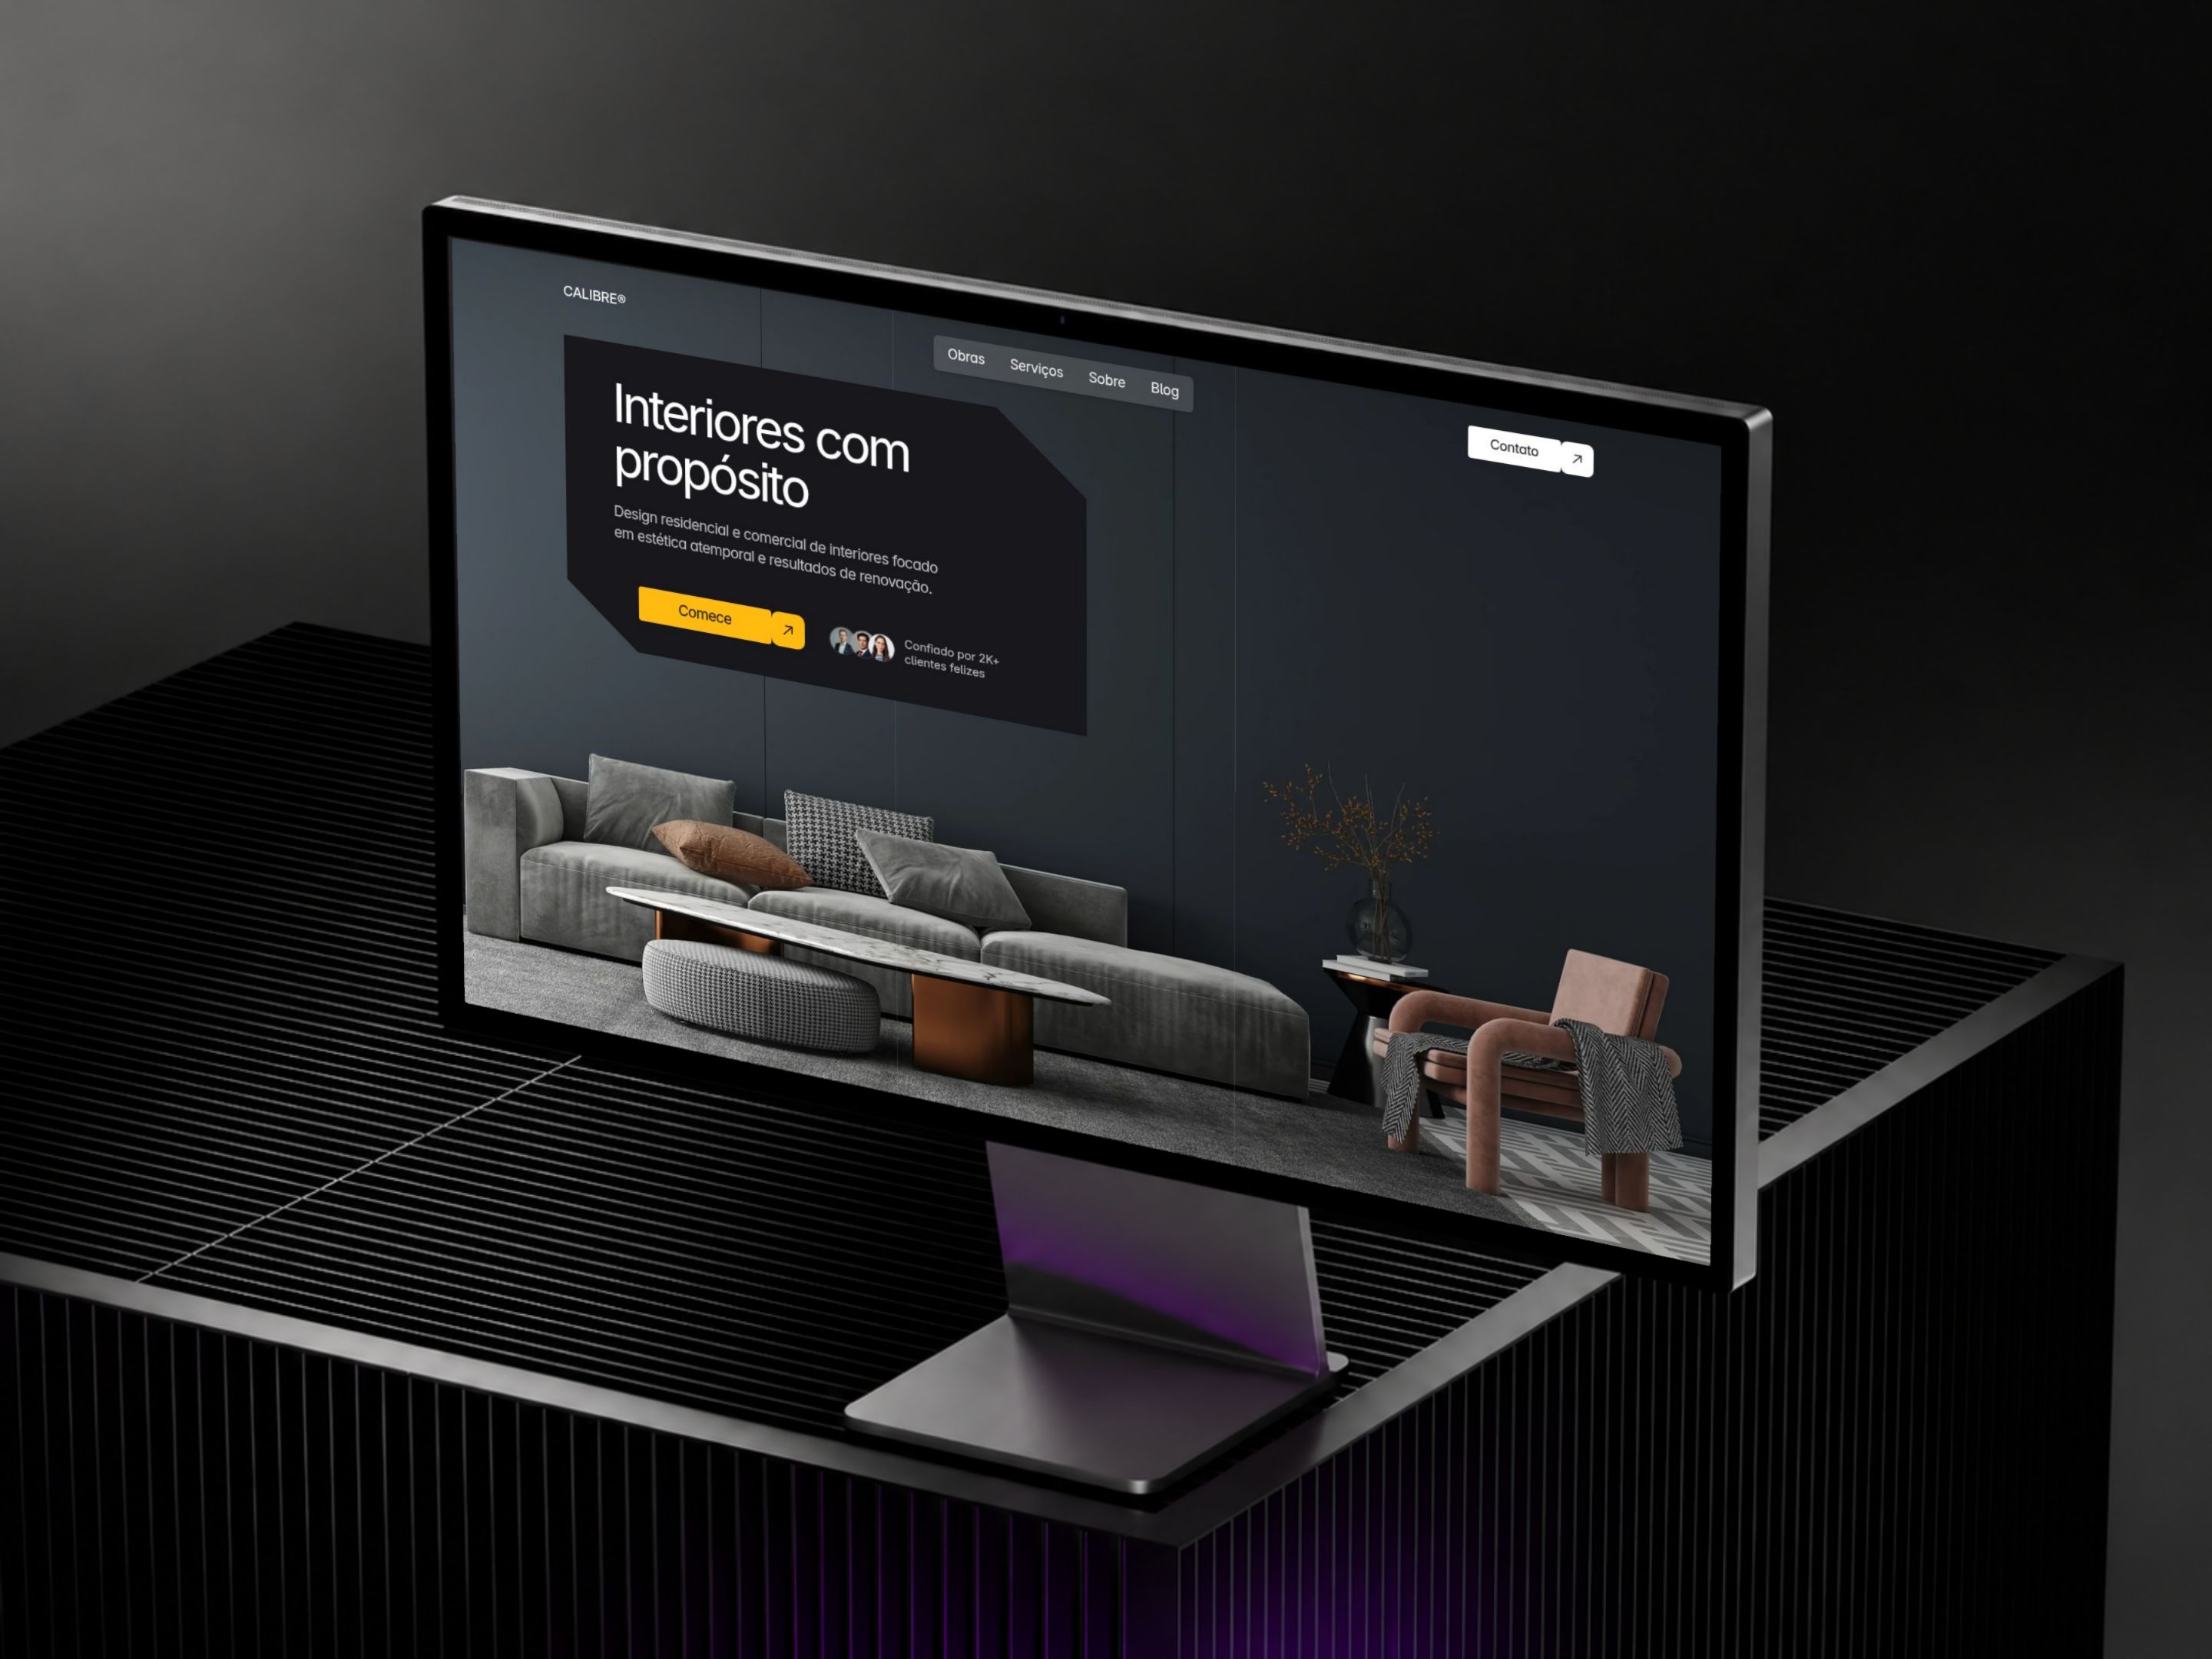 CALIBRE®
Obras Serviços Sobre Blog
Contato
Interiores com
propósito
Design residencial e comercial de interiores focado
em estética atemporal e resultados de renovação.
Comece
Confiado por 2K+
clientes felizes